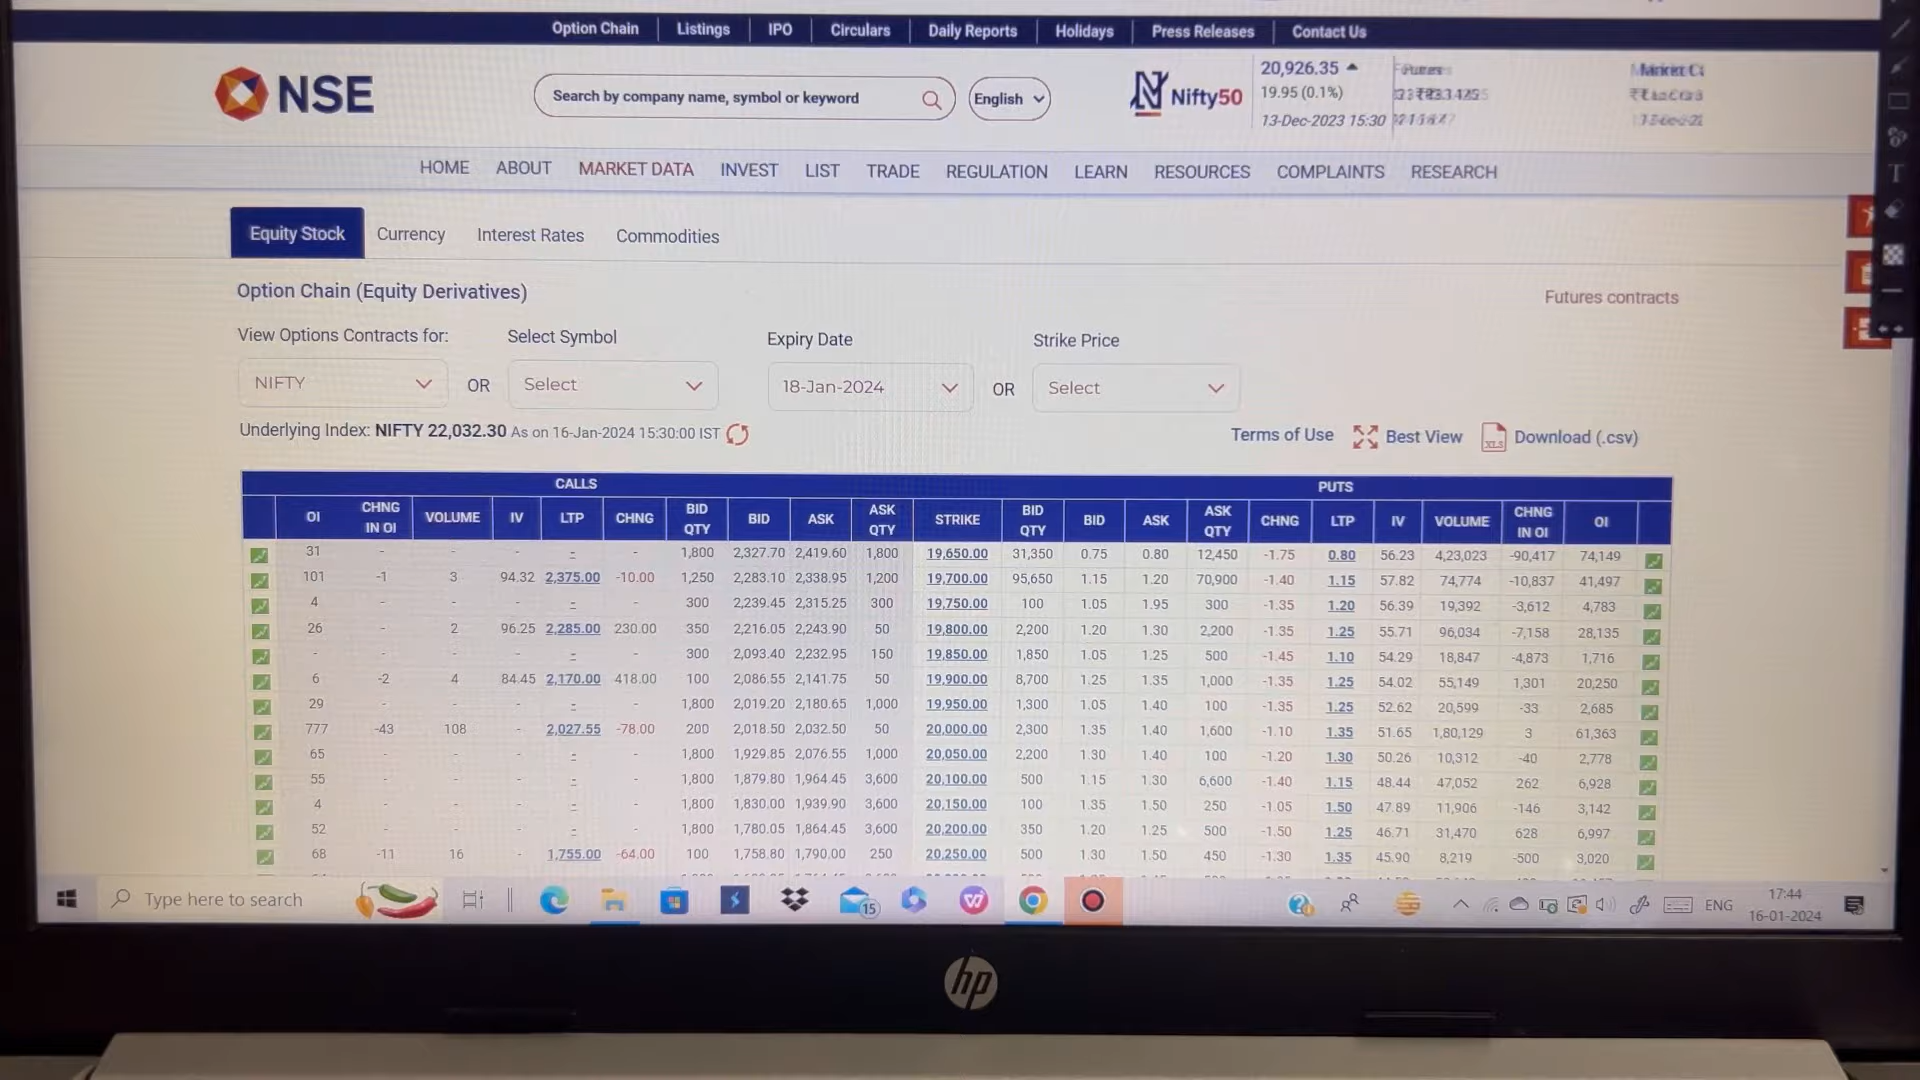 Option Chain Listings IPO Circulars Daily Reports Holidays Press Releases Contact Us
NSE
Search by company name, symbol or keyword
English
Nifty50
20,926.35
19.95 (0.1%)
13-Dec-2023 15:30
HOME ABOUT MARKET DATA INVEST LIST TRADE REGULATION LEARN RESOURCES COMPLAINTS RESEARCH
Equity Stock Currency Interest Rates Commodities
Option Chain (Equity Derivatives)
Futures contracts
View Options Contracts for: Select Symbol Expiry Date Strike Price
NIFTY OR Select 18-Jan-2024 OR Select
Underlying Index: NIFTY 22,032.30 As on 16-Jan-2024 15:30:00 IST
Terms of Use Best View XLS Download (.csv)
CALLS PUTS
OI CHNG IN OI VOLUME IV LTP CHNG BID QTY BID ASK ASK QTY STRIKE BID QTY BID ASK ASK QTY CHNG LTP IV VOLUME CHNG IN OI OI
31 - - - - - 1,800 2,327.70 2,419.60 1,800 19,650.00 31,350 0.75 0.80 12,450 -1.75 0.80 56.23 4,23,023 -90,417 74,149
101 -1 3 94.32 2,375.00 -10.00 1,250 2,283.10 2,338.95 1,200 19,700.00 95,650 1.15 1.20 70,900 -1.40 1.15 57.82 74,774 -10,837 41,497
4 - - - - - 300 2,239.45 2,315.25 300 19,750.00 100 1.05 1.95 300 -1.35 1.20 56.39 19,392 -3,612 4,783
26 - 2 96.25 2,285.00 230.00 350 2,216.05 2,243.90 50 19,800.00 2,200 1.20 1.30 2,200 -1.35 1.25 55.71 96,034 -7,158 28,135
- - - - - - 300 2,093.40 2,232.95 150 19,850.00 1,850 1.05 1.25 500 -1.45 1.10 54.29 18,847 -4,873 1,716
6 -2 4 84.45 2,170.00 418.00 100 2,086.55 2,141.75 50 19,900.00 8,700 1.25 1.35 1,000 -1.35 1.25 54.02 55,149 1,301 20,250
29 - - - - - 1,800 2,019.20 2,180.65 1,000 19,950.00 1,300 1.05 1.40 100 -1.35 1.25 52.62 20,599 -33 2,685
777 -43 108 - 2,027.55 -78.00 200 2,018.50 2,032.50 50 20,000.00 2,300 1.35 1.40 1,600 -1.10 1.35 51.65 1,80,129 3 61,363
65 - - - - - 1,800 1,929.85 2,076.55 1,000 20,050.00 2,200 1.30 1.40 100 -1.20 1.30 50.26 10,312 -40 2,778
55 - - - - - 1,800 1,879.80 1,964.45 3,600 20,100.00 500 1.15 1.30 6,600 -1.40 1.15 48.44 47,052 262 6,928
4 - - - - - 1,800 1,830.00 1,939.90 3,600 20,150.00 100 1.35 1.50 250 -1.05 1.50 47.89 11,906 -146 3,142
52 - - - - - 1,800 1,780.05 1,864.45 3,600 20,200.00 350 1.20 1.25 500 -1.50 1.25 46.71 31,470 628 6,997
68 -11 16 - 1,755.00 -64.00 100 1,758.80 1,790.00 250 20,250.00 500 1.30 1.50 450 -1.30 1.35 45.90 8,219 -500 3,020
Type here to search
15
ENG
17:44
16-01-2024
hp